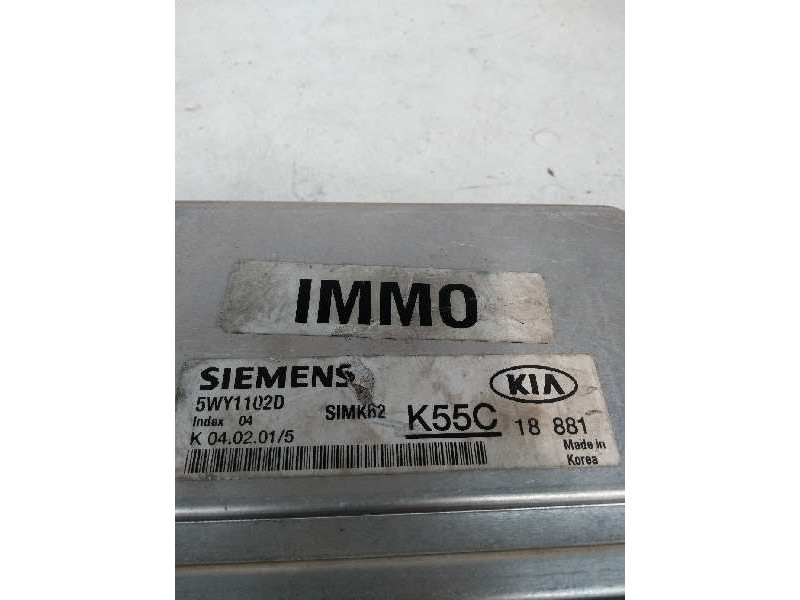 IMMO
SIEMENS KIA
5WY1102D SIMK62 K55C 18 881
Index 04
K 04.02.01/5 Made in
Korea